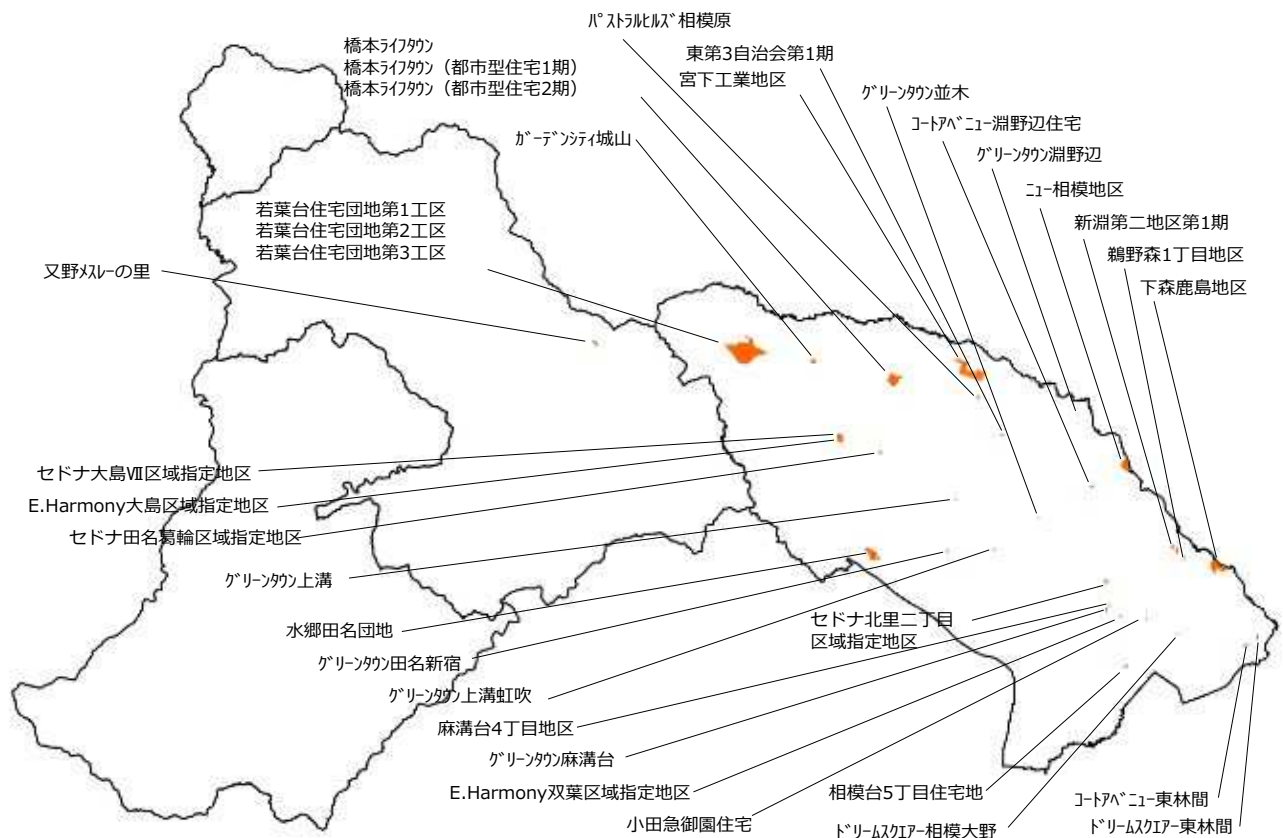 ﾊﾟｽﾄﾗﾙﾋﾙｽﾞ相模原
橋本ﾗｲﾌﾀｳﾝ
橋本ﾗｲﾌﾀｳﾝ（都市型住宅1期）
橋本ﾗｲﾌﾀｳﾝ（都市型住宅2期）
東第3自治会第1期
宮下工業地区
ｸﾞﾘｰﾝﾀｳﾝ並木
ｺｰﾄｱﾍﾞﾆｭｰ淵野辺住宅
ｶﾞｰﾃﾞﾝｼﾃｨ城山
ｸﾞﾘｰﾝﾀｳﾝ淵野辺
ﾆｭｰ相模地区
若葉台住宅団地第1工区
若葉台住宅団地第2工区
若葉台住宅団地第3工区
新淵第二地区第1期
鵜野森1丁目地区
又野ﾒｽﾚｰの里
下森鹿島地区
セドナ大島Ⅶ区域指定地区
E.Harmony大島区域指定地区
セドナ田名葛輪区域指定地区
ｸﾞﾘｰﾝﾀｳﾝ上溝
水郷田名団地
セドナ北里二丁目
区域指定地区
ｸﾞﾘｰﾝﾀｳﾝ田名新宿
ｸﾞﾘｰﾝﾀｳﾝ上溝虹吹
麻溝台4丁目地区
ｸﾞﾘｰﾝﾀｳﾝ麻溝台
E.Harmony双葉区域指定地区
相模台5丁目住宅地
ｺｰﾄｱﾍﾞﾆｭｰ東林間
小田急御園住宅
ﾄﾞﾘｰﾑｽｸｴｱｰ相模大野
ﾄﾞﾘｰﾑｽｸｴｱｰ東林間